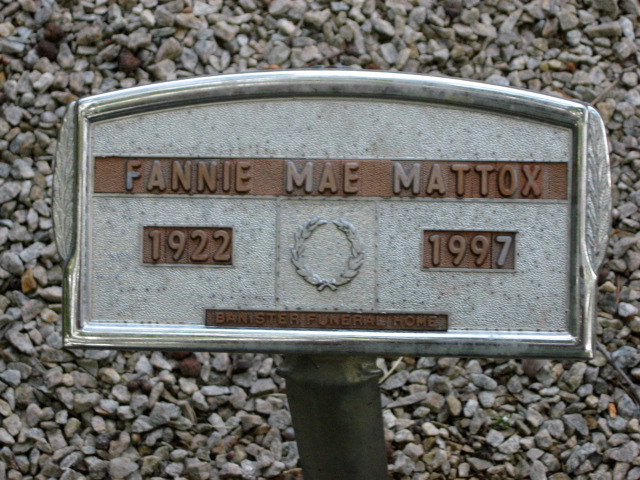 FANNIE MAE MATTOX
1922 1997
BANISTER FUNERAL HOME